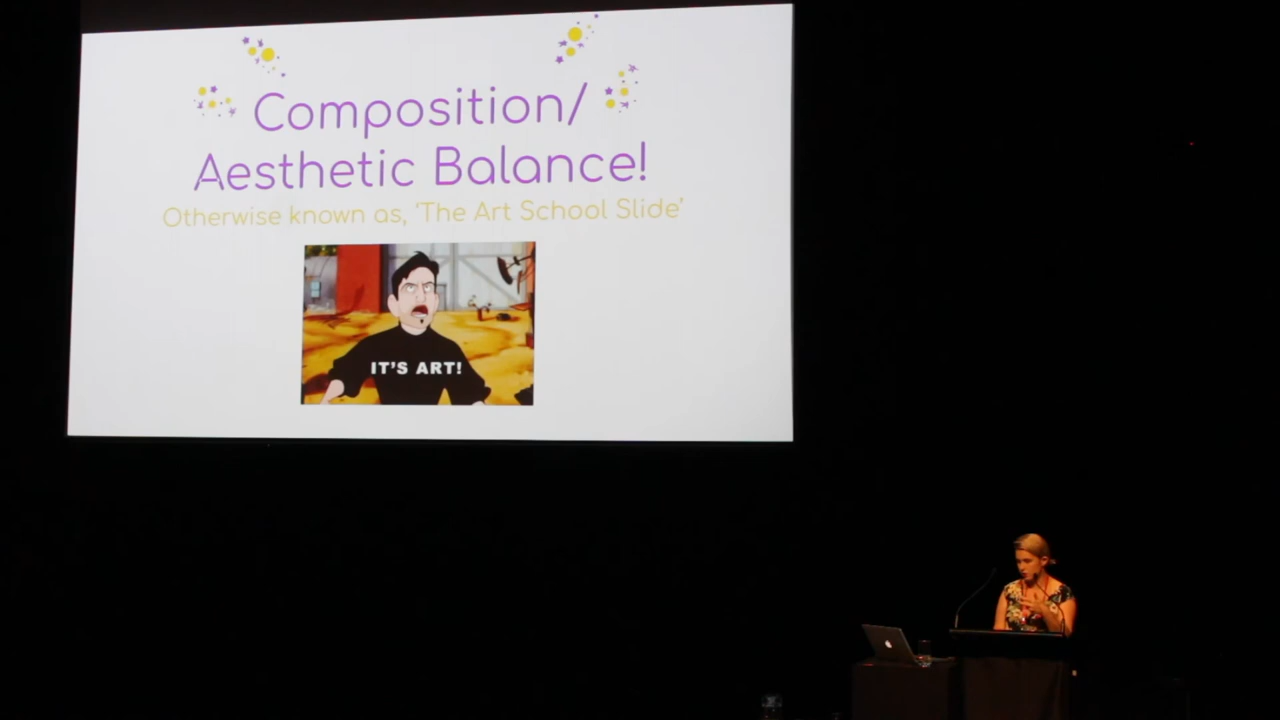 Composition/
Aesthetic Balance!
Otherwise known as, 'The Art School Slide'
IT'S ART!